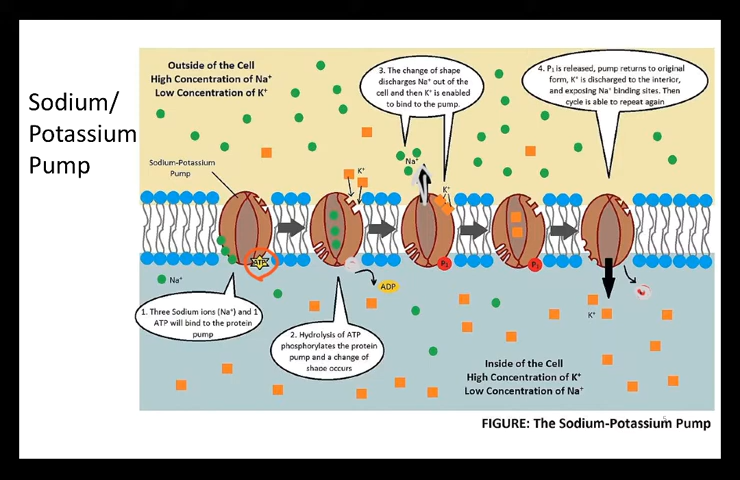 Sodium/
Potassium
Pump
Outside of the Cell
High Concentration of Na⁺
Low Concentration of K⁺
3. The change of shape
discharges Na⁺ out of the
cell and then K⁺ is enabled
to bind to the pump.
4. Pᵢ is released, pump returns to original
form, K⁺ is discharged to the interior,
and exposing Na⁺ binding sites. Then
cycle is able to repeat again
Sodium-Potassium
Pump
K⁺
Na⁺
K⁺
ATP
Pᵢ
Pᵢ
Na⁺
ADP
K⁺
1. Three Sodium ions (Na⁺) and 1
ATP will bind to the protein
pump
2. Hydrolysis of ATP
phosphorylates the protein
pump and a change of
shape occurs
Inside of the Cell
High Concentration of K⁺
Low Concentration of Na⁺
FIGURE: The Sodium-Potassium Pump